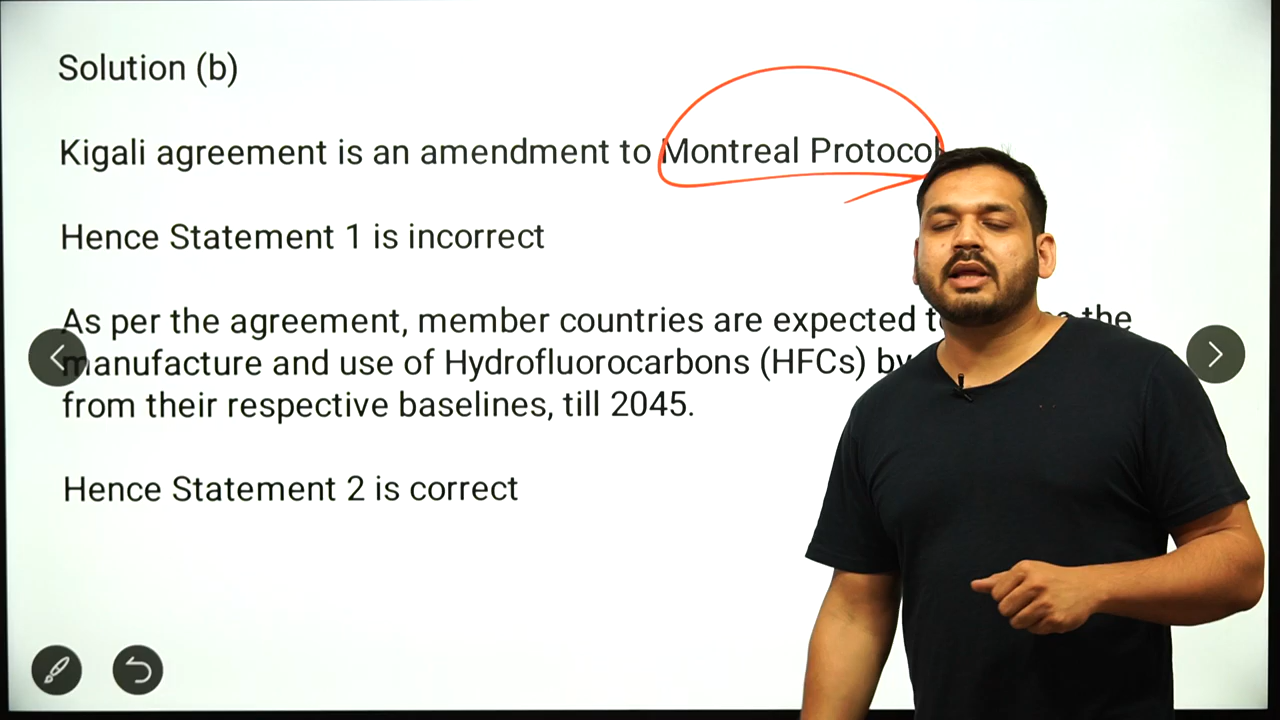 Solution (b)
Kigali agreement is an amendment to Montreal Protocol
Hence Statement 1 is incorrect
As per the agreement, member countries are expected the
manufacture and use of Hydrofluorocarbons (HFCs) by
from their respective baselines, till 2045.
Hence Statement 2 is correct